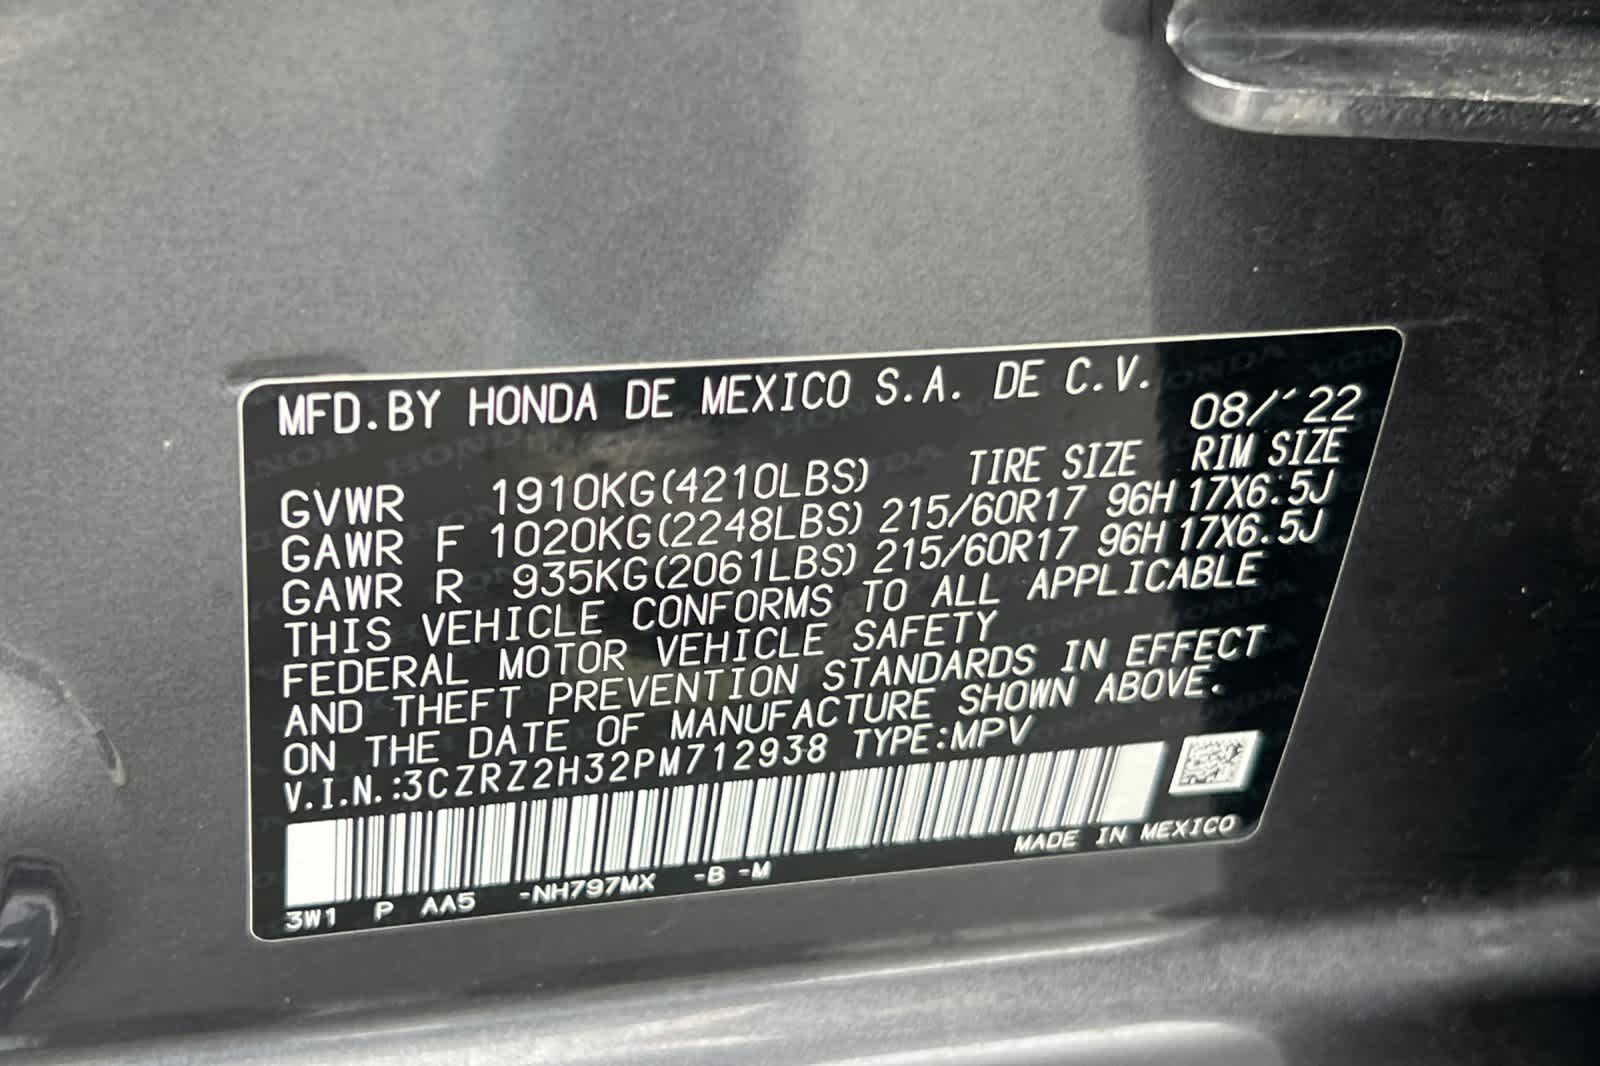 MFD.BY HONDA DE MEXICO S.A. DE C.V.
08/´22
TIRE SIZE RIM SIZE
GVWR 1910KG(4210LBS)
GAWR F 1020KG(2248LBS) 215/60R17 96H 17X6.5J
GAWR R 935KG(2061LBS) 215/60R17 96H 17X6.5J
THIS VEHICLE CONFORMS TO ALL APPLICABLE
FEDERAL MOTOR VEHICLE SAFETY
AND THEFT PREVENTION STANDARDS IN EFFECT
ON THE DATE OF MANUFACTURE SHOWN ABOVE.
V.I.N.:3CZRZ2H32PM712938 TYPE:MPV
MADE IN MEXICO
3W1 P AA5 -NH797MX -B -M